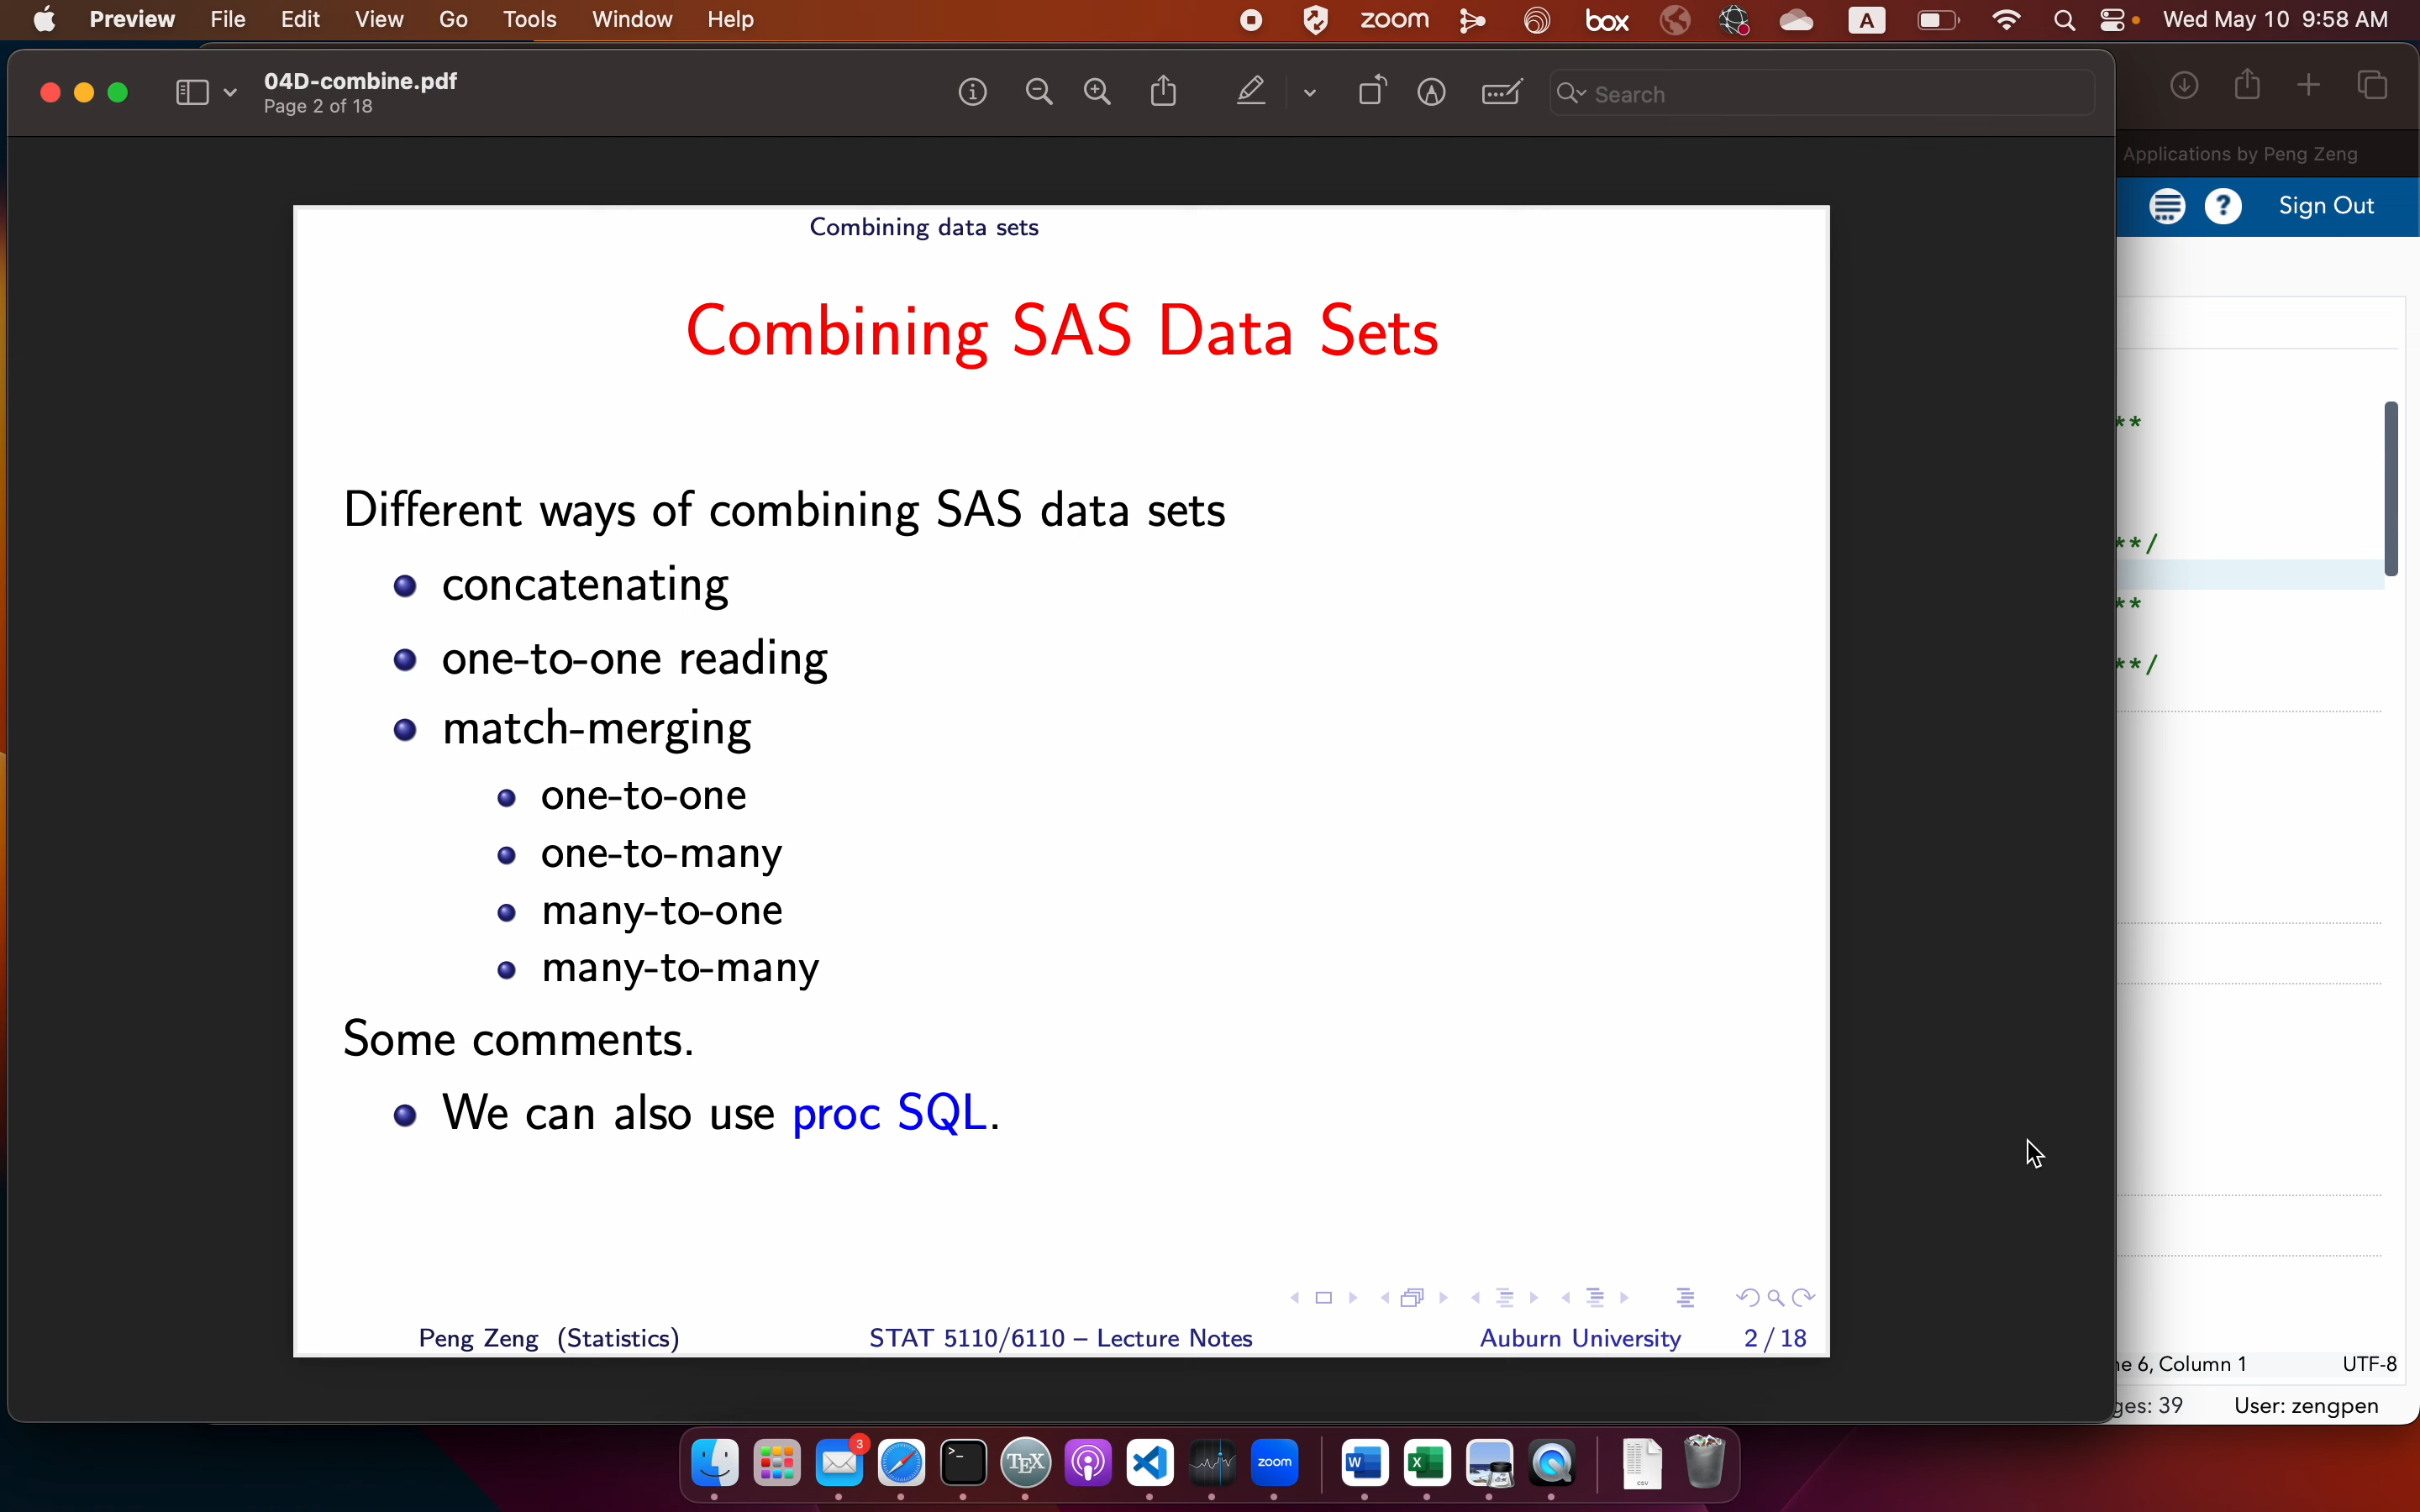 Preview File Edit View Go Tools Window Help zoom box A Wed May 10 9:58 AM
04D-combine.pdf
Page 2 of 18
Search
Applications by Peng Zeng
Sign Out
Combining data sets
Combining SAS Data Sets
Different ways of combining SAS data sets
concatenating
one-to-one reading
match-merging
one-to-one
one-to-many
many-to-one
many-to-many
Some comments.
We can also use proc SQL.
Peng Zeng (Statistics) STAT 5110/6110 – Lecture Notes Auburn University 2 / 18
**
**/
**
**/
6, Column 1 UTF-8
39 User: zengpen
3
TEX
zoom
W
X
CSV